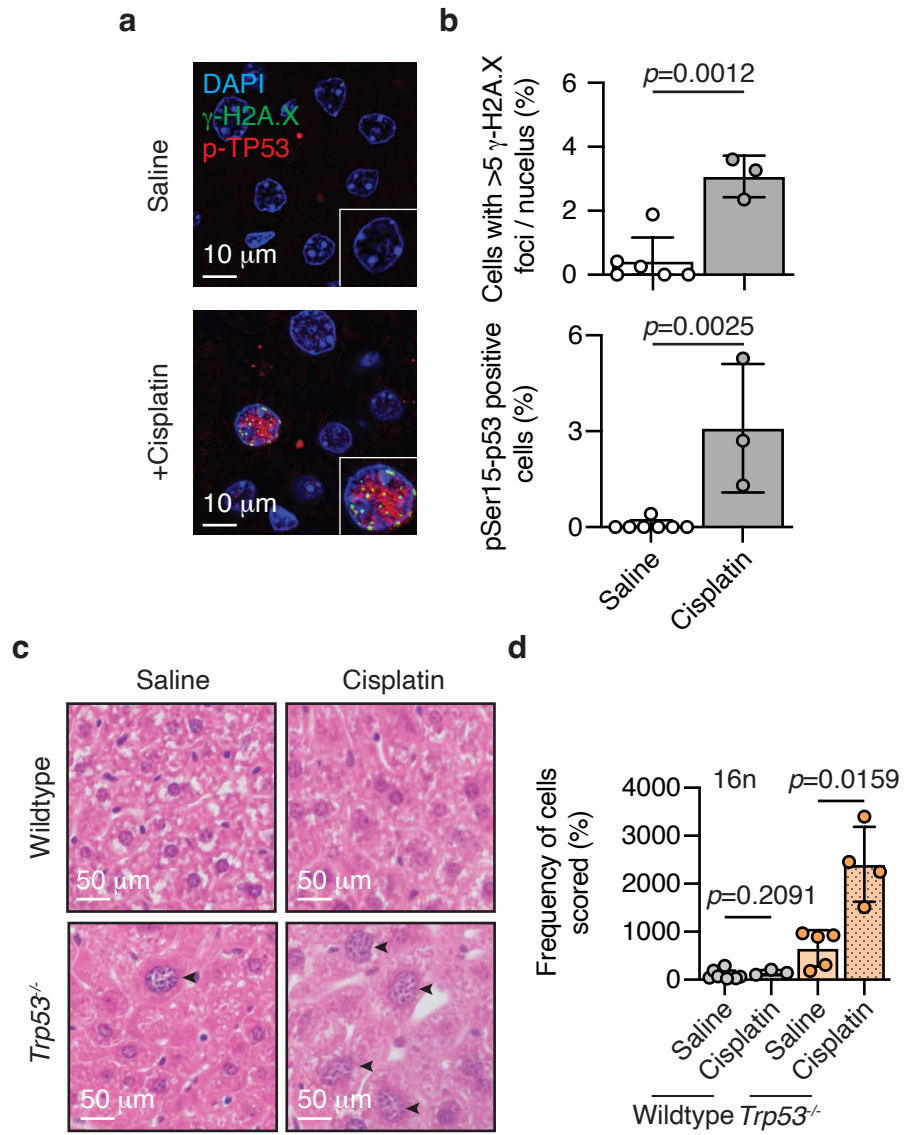 a
Saline
DAPI
γ-H2A.X
p-TP53
10 μm
+Cisplatin
10 μm
b
Cells with >5 γ-H2A.X
foci / nucelus (%)
6
4
2
0
p=0.0012
pSer15-p53 positive
cells (%)
6
3
0
p=0.0025
Saline
Cisplatin
c
Saline
Cisplatin
Wildtype
50 μm
50 μm
Trp53-/-
50 μm
50 μm
d
Frequency of cells
scored (%)
4000
3000
2000
1000
0
16n
p=0.0159
p=0.2091
Saline
Cisplatin
Saline
Cisplatin
Wildtype
Trp53-/-